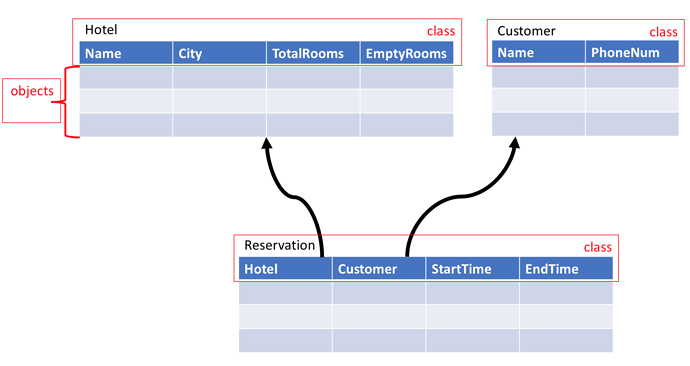 Hotel class
Name City TotalRooms EmptyRooms
objects
Customer class
Name PhoneNum
Reservation class
Hotel Customer StartTime EndTime